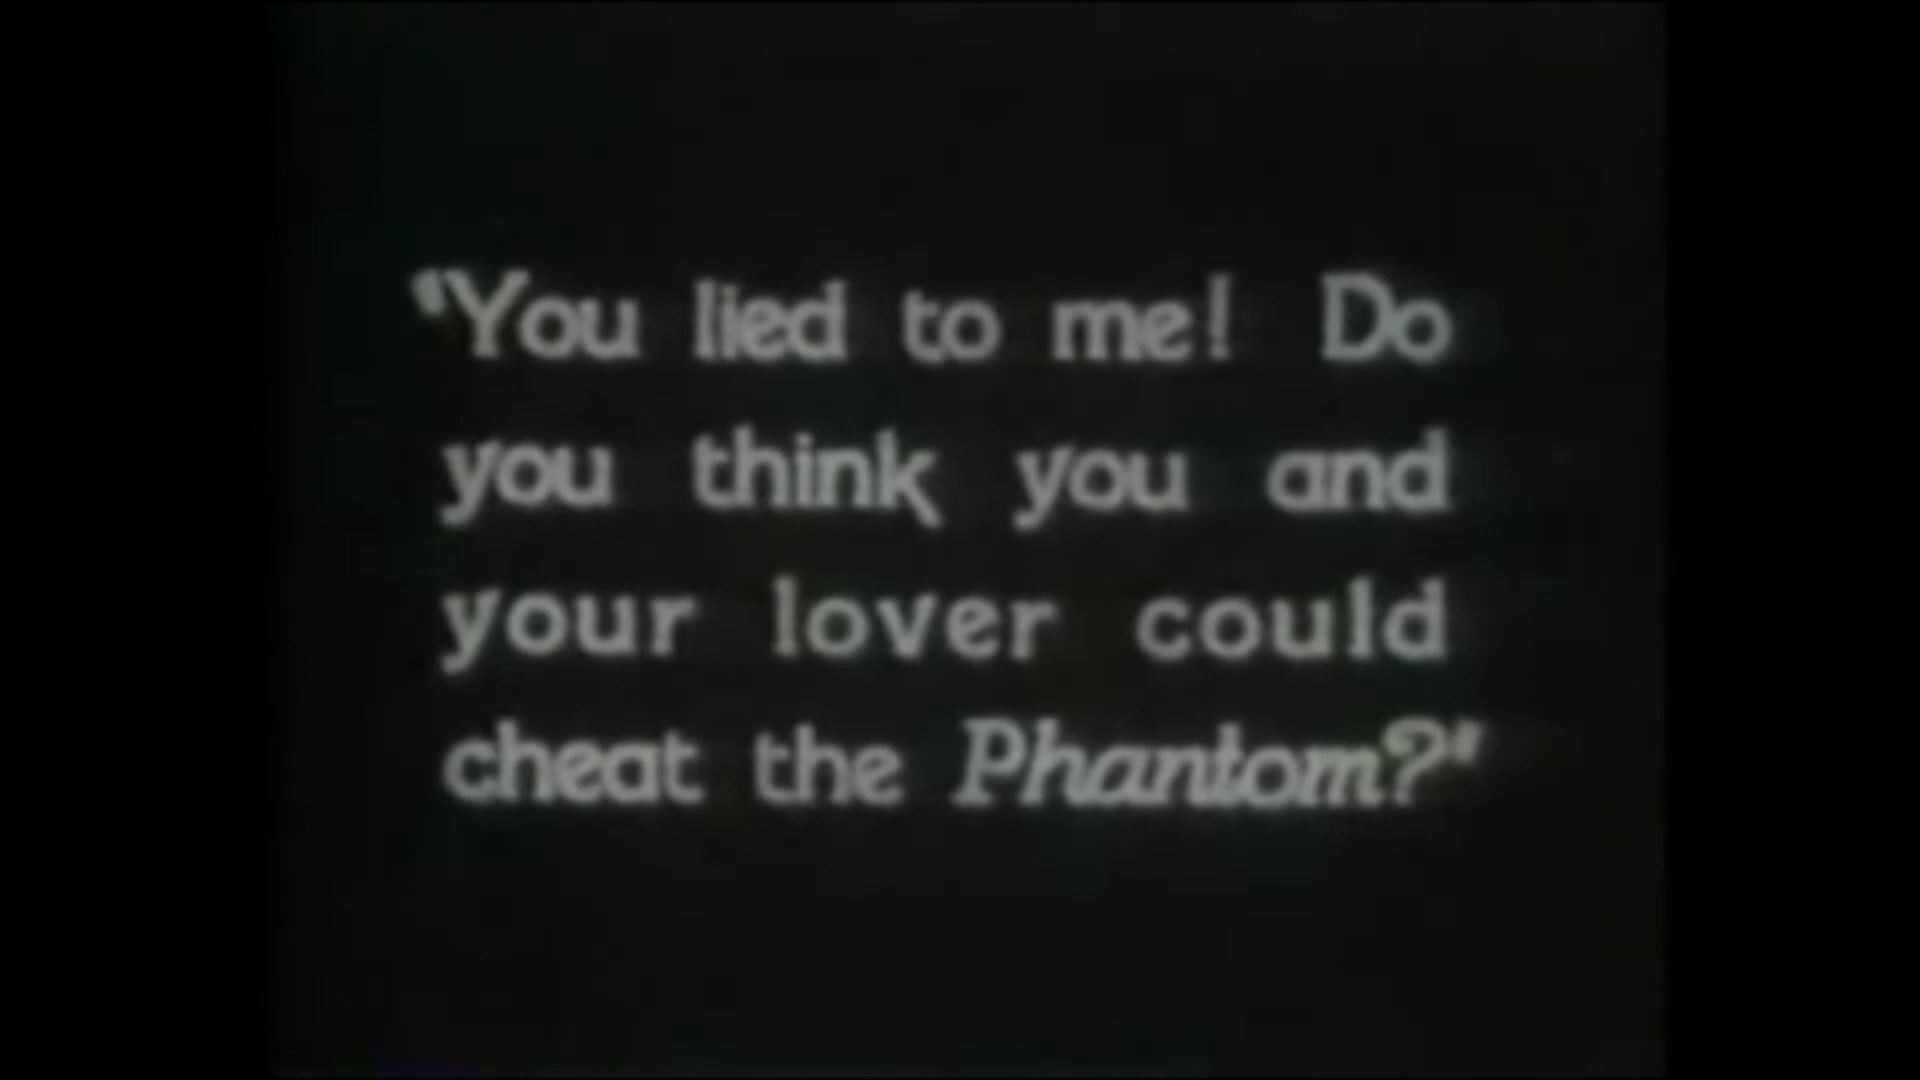 "You lied to me! Do
you think you and
your lover could
cheat the Phantom?"